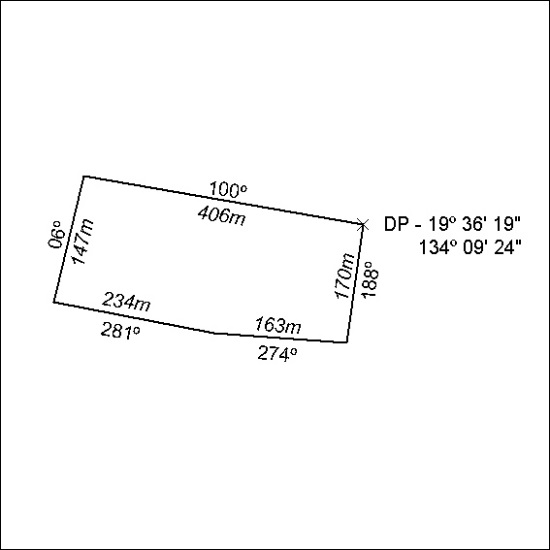 100º
406m
DP - 19º 36' 19"
134º 09' 24"
06º
147m
170m
188º
234m
281º
163m
274º